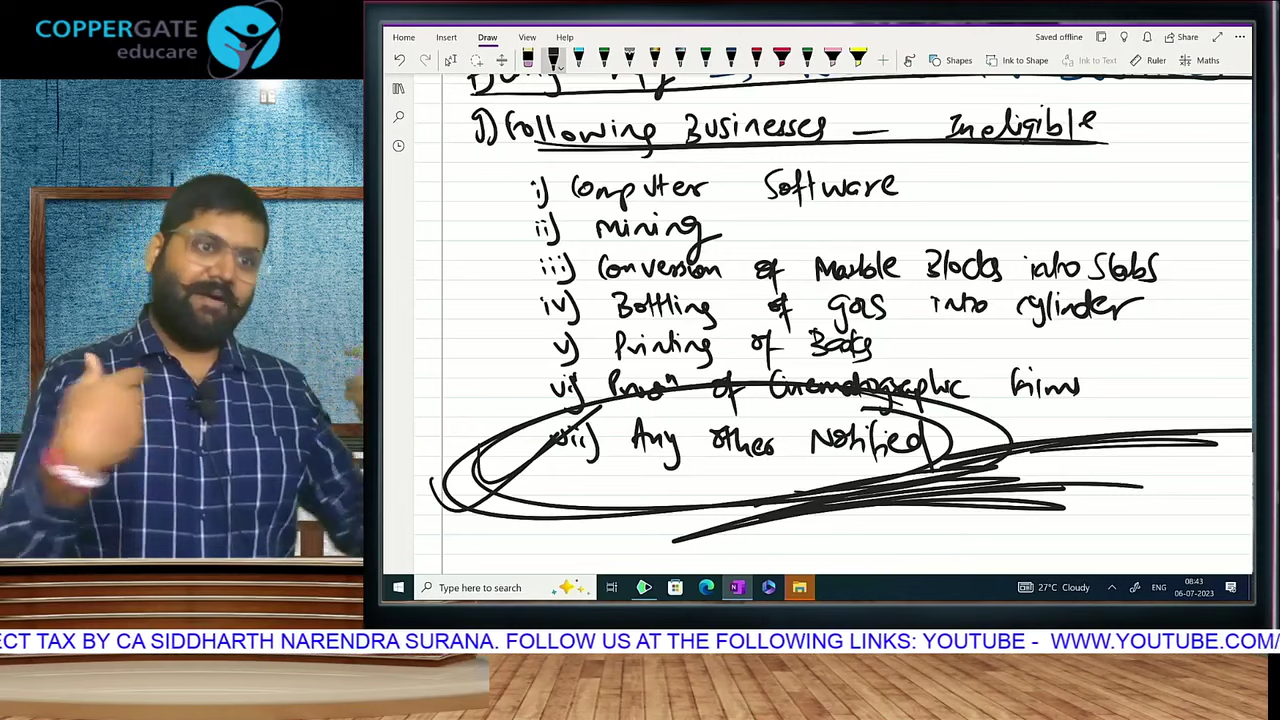 COPPERGATE
educare
Home Insert Draw View Help
Saved offline
Share
Shapes
Ink to Shape
Ink to Text
Ruler
Maths
Following Businesses — Ineligible
i) Computer Software
ii) Mining
iii) Conversion of Marble Blocks into Slabs
iv) Bottling of gas into cylinder
v) Printing of Books
vi) of Cinematographic films
vii) Any other Notified
Type here to search
27°C Cloudy
ENG
08:43
06-07-2023
ECT TAX BY CA SIDDHARTH NARENDRA SURANA. FOLLOW US AT THE FOLLOWING LINKS: YOUTUBE - WWW.YOUTUBE.COM/